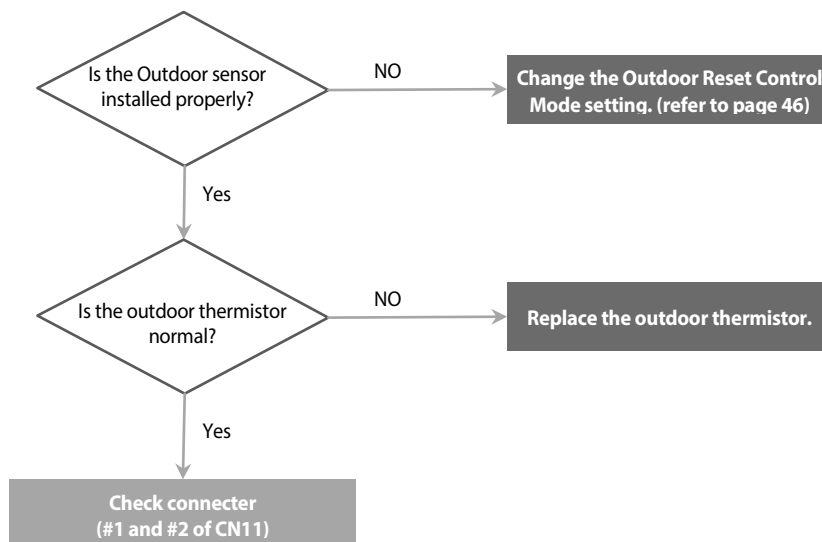 Is the Outdoor sensor
installed properly?
NO
Change the Outdoor Reset Control
Mode setting. (refer to page 46)
Yes
Is the outdoor thermistor
normal?
NO
Replace the outdoor thermistor.
Yes
Check connecter
(#1 and #2 of CN11)